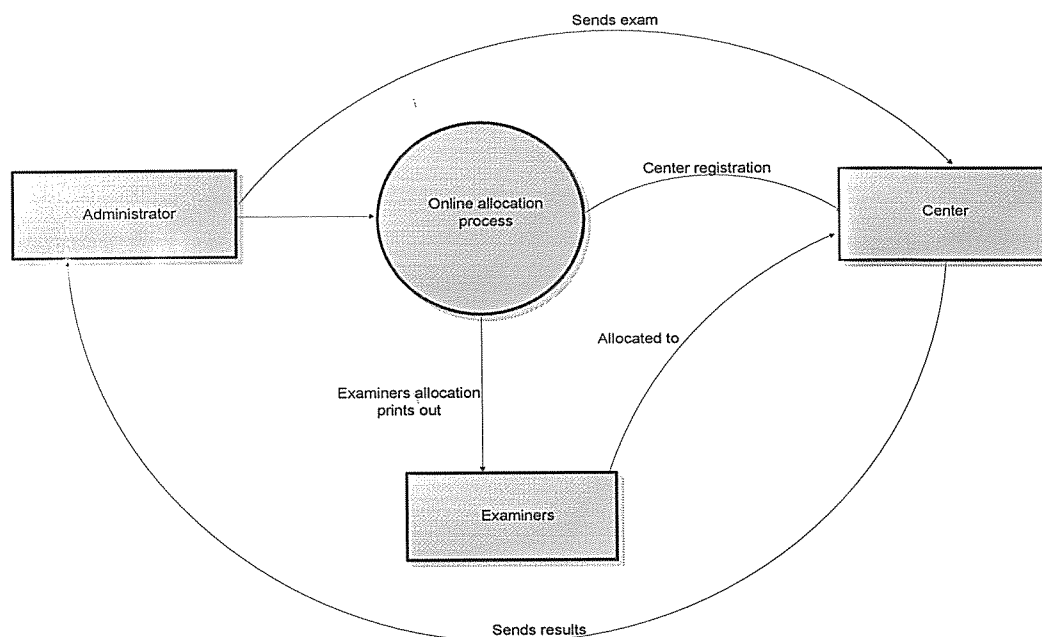 Sends exam
Center registration
Administrator
Online allocation
process
Center
Allocated to
Examiners allocation
prints out
Examiners
Sends results